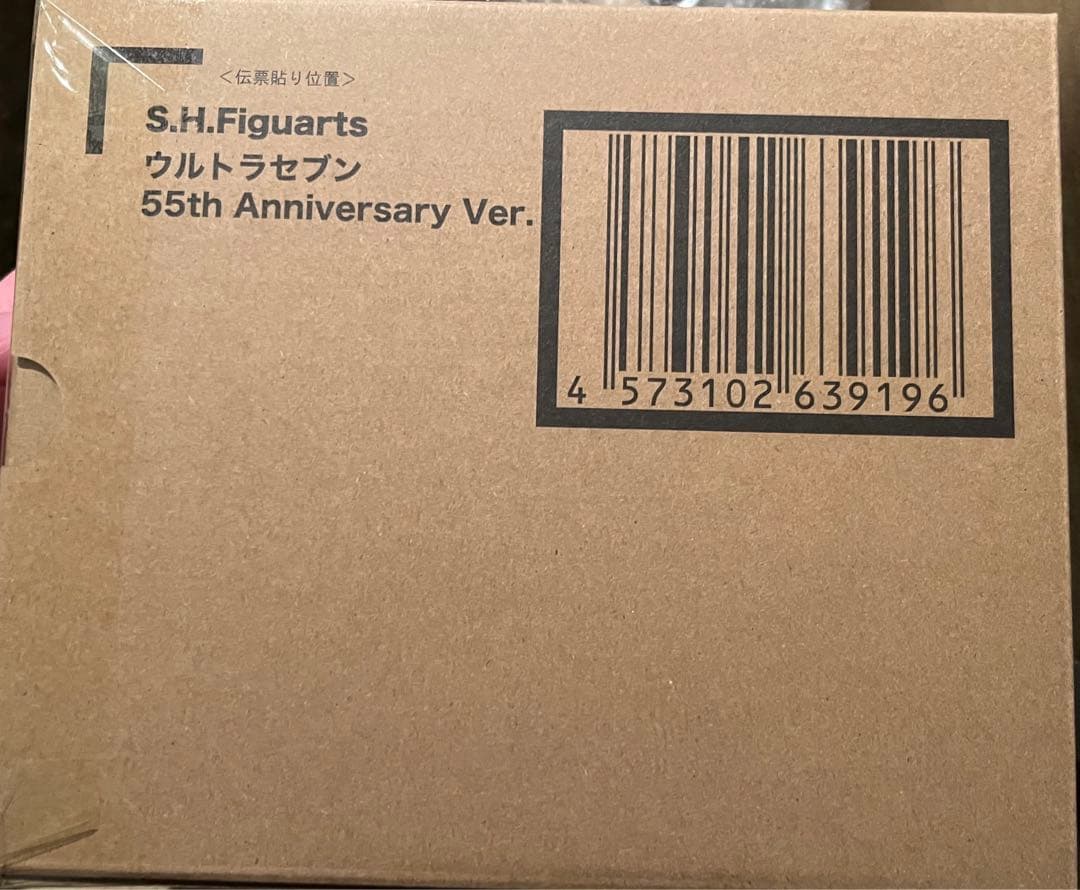 ＜伝票貼り位置＞
S.H.Figuarts
ウルトラセブン
55th Anniversary Ver.
4 573102 639196